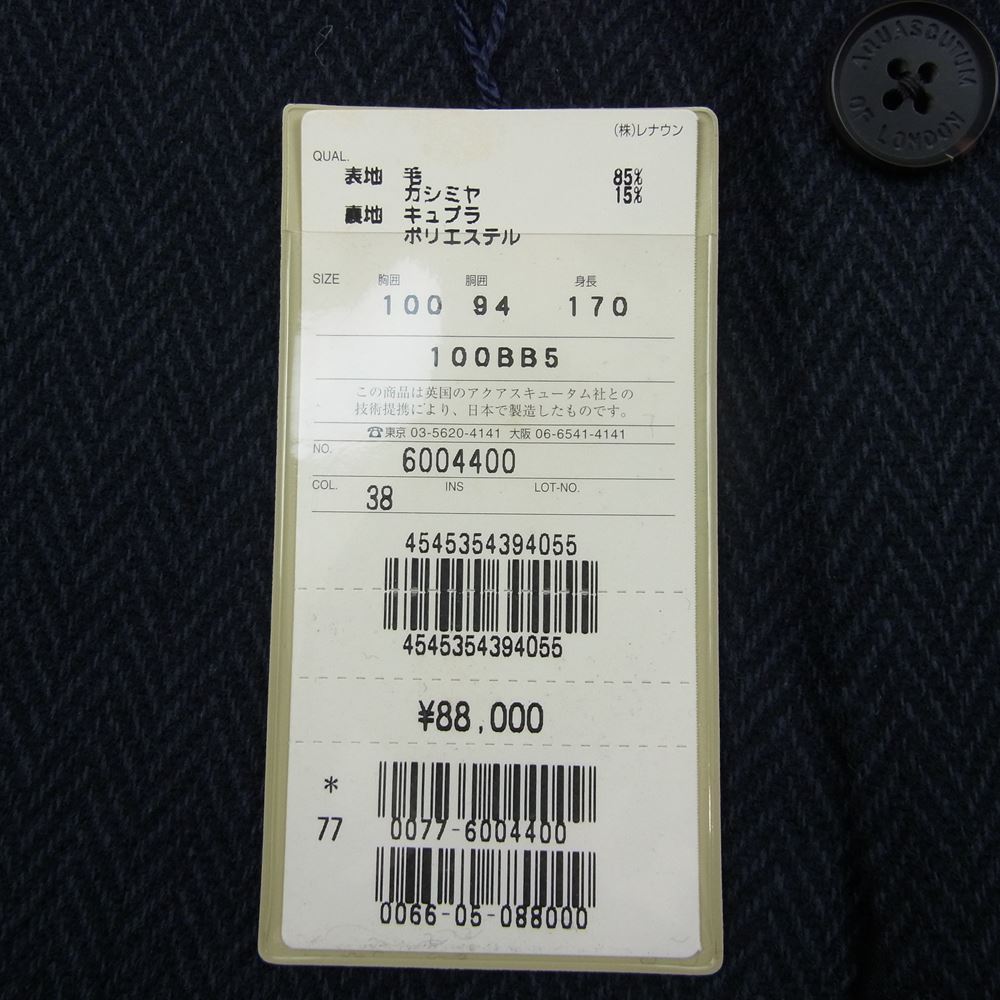 AQUASCUTUM
OF LONDON
(株)レナウン
QUAL.
表地 毛 85%
カシミヤ 15%
裏地 キュプラ
ポリエステル
SIZE 胸囲 胴囲 身長
100 94 170
100BB5
この商品は英国のアクアスキュータム社との
技術提携により、日本で製造したものです。
☎東京 03-5620-4141 大阪 06-6541-4141
NO. 6004400
COL. 38 INS LOT-NO.
4545354394055
4545354394055
¥88,000
*
77
0077-6004400
0066-05-088000